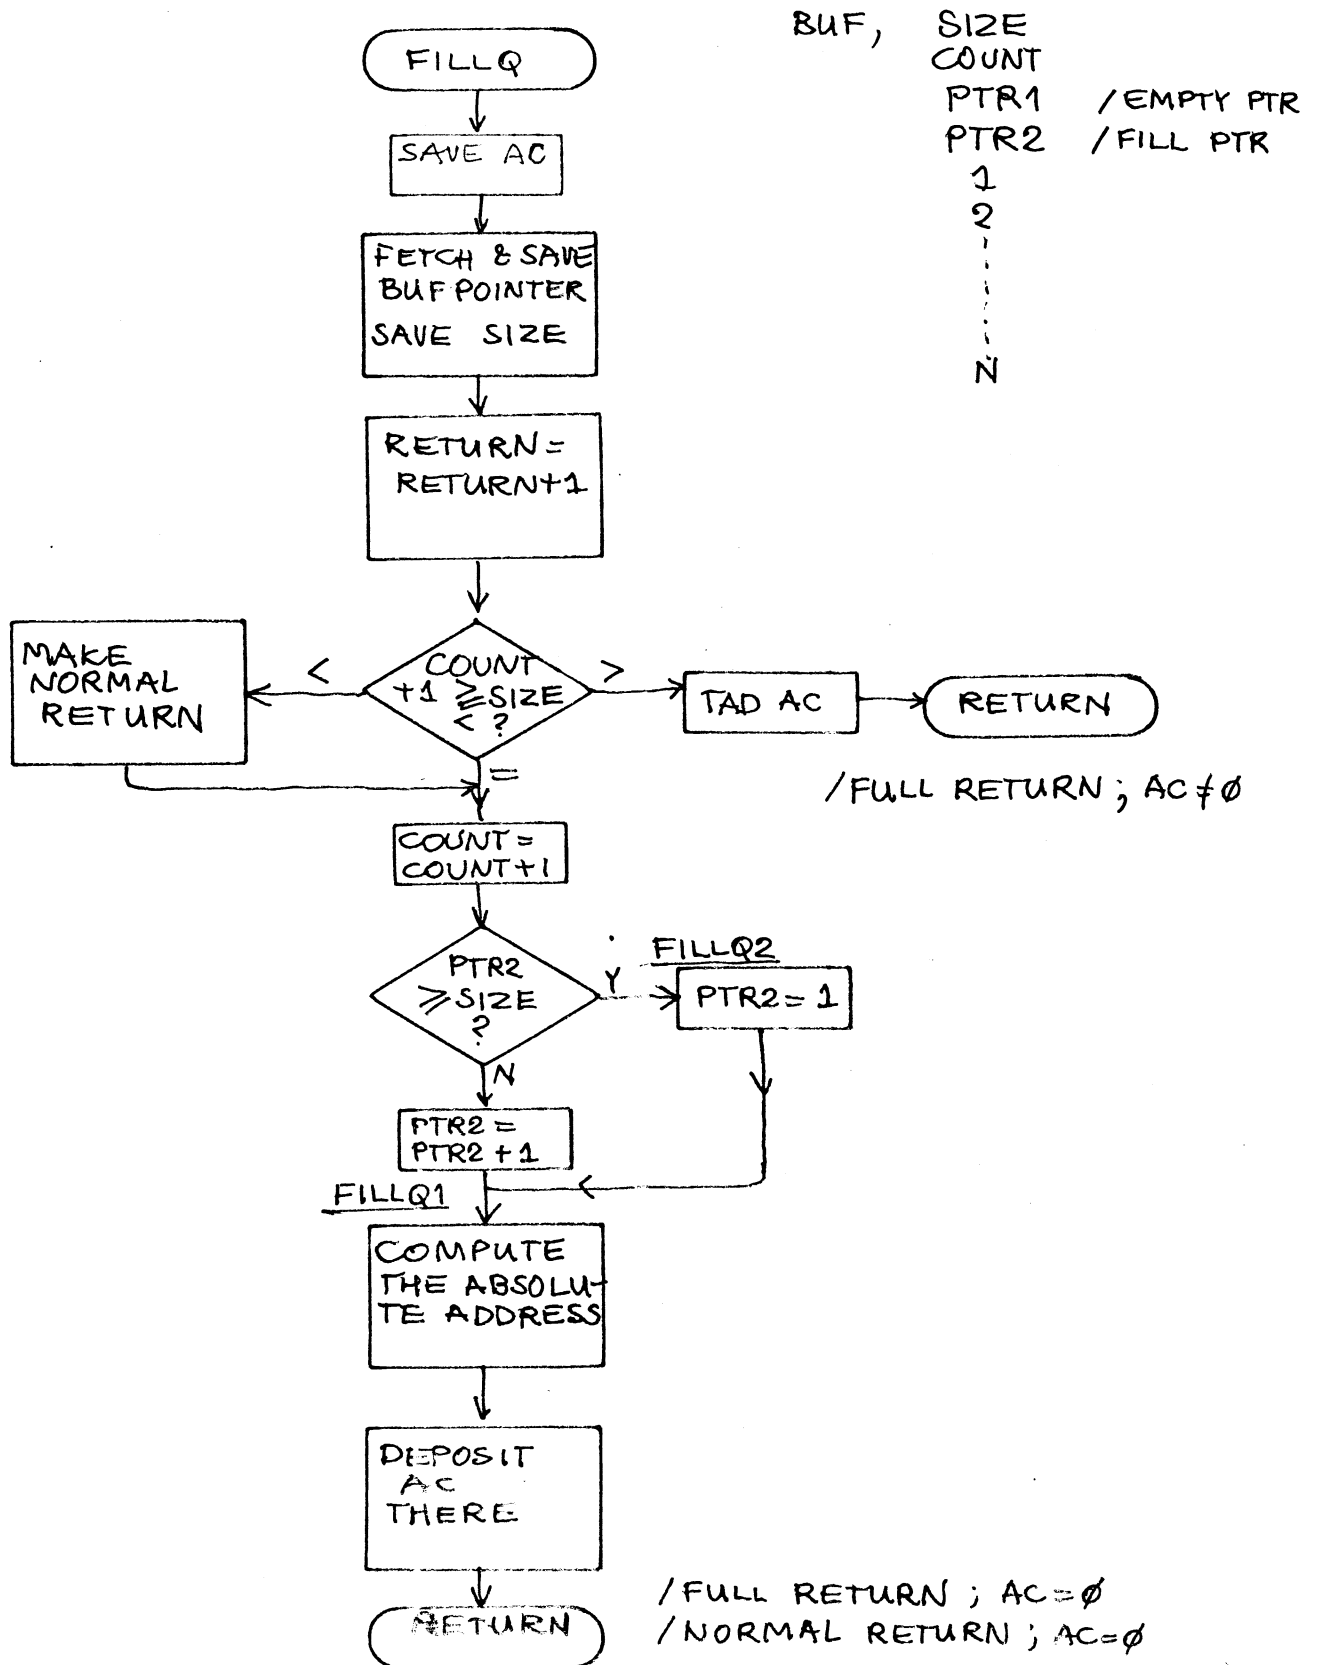 BUF, SIZE
COUNT
PTR1 /EMPTY PTR
PTR2 /FILL PTR
1
2
N
FILLQ
SAVE AC
FETCH & SAVE
BUF POINTER
SAVE SIZE
RETURN=
RETURN+1
COUNT
+1 ⩾ SIZE
< ?
<
>
=
MAKE
NORMAL
RETURN
TAD AC
RETURN
/FULL RETURN; AC≠ø
COUNT=
COUNT+1
PTR2
⩾SIZE
?
Y
N
FILLQ2
PTR2=1
PTR2=
PTR2+1
FILLQ1
COMPUTE
THE ABSOLU-
TE ADDRESS
DEPOSIT
AC
THERE
RETURN
/FULL RETURN; AC=ø
/NORMAL RETURN; AC=ø